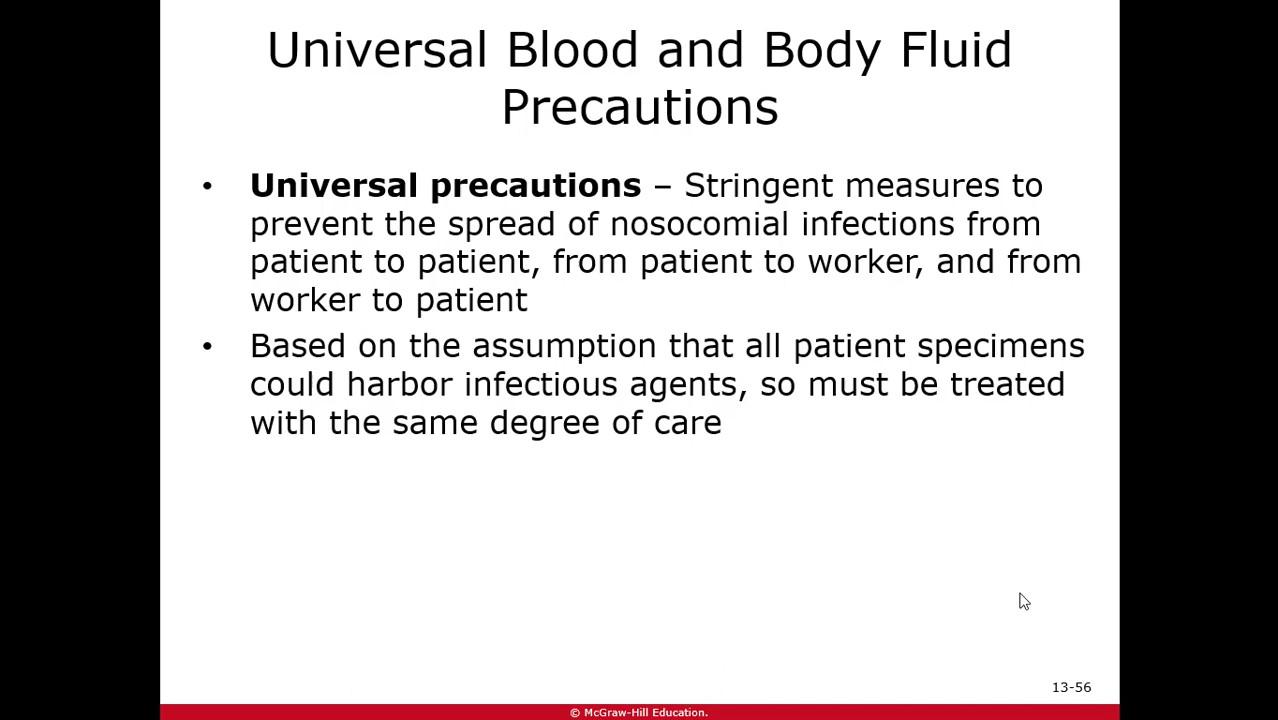 Universal Blood and Body Fluid
Precautions
• Universal precautions – Stringent measures to
prevent the spread of nosocomial infections from
patient to patient, from patient to worker, and from
worker to patient
• Based on the assumption that all patient specimens
could harbor infectious agents, so must be treated
with the same degree of care
13-56
© McGraw-Hill Education.